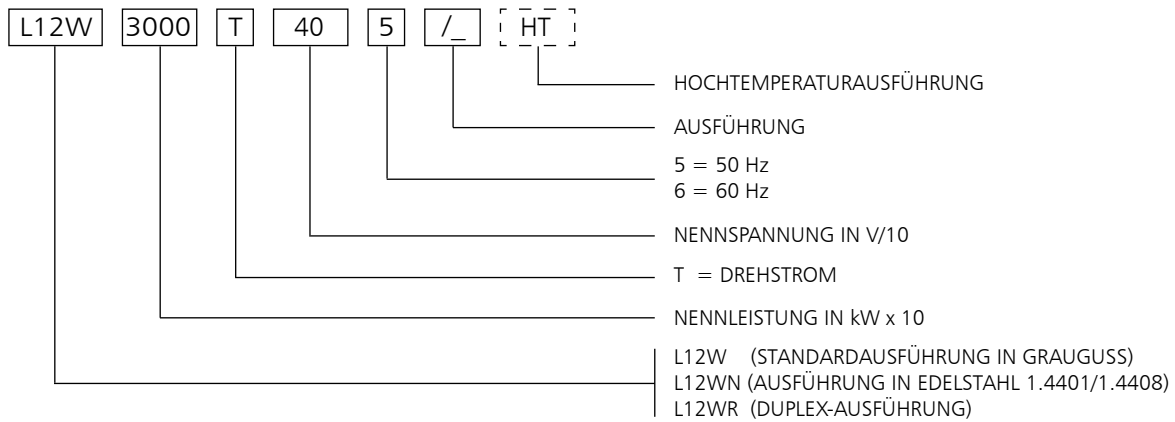 L12W 3000 T 40 5 /_ HT
HOCHTEMPERATURAUSFÜHRUNG
AUSFÜHRUNG
5 = 50 Hz
6 = 60 Hz
NENNSPANNUNG IN V/10
T = DREHSTROM
NENNLEISTUNG IN kW x 10
L12W (STANDARDAUSFÜHRUNG IN GRAUGUSS)
L12WN (AUSFÜHRUNG IN EDELSTAHL 1.4401/1.4408)
L12WR (DUPLEX-AUSFÜHRUNG)